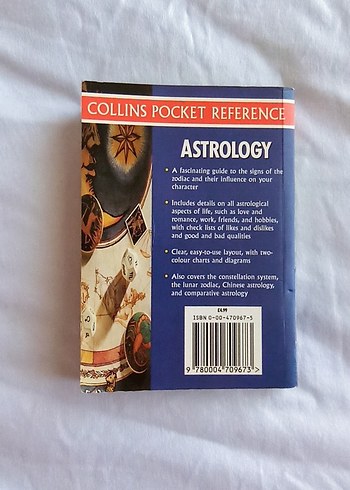 COLLINS POCKET REFERENCE
ASTROLOGY
• A fascinating guide to the signs of the
zodiac and their influence on your
character
• Includes details on all astrological
aspects of life, such as love and
romance, work, friends, and hobbies,
with check lists of likes and dislikes
and good and bad qualities
• Clear, easy-to-use layout, with two-
colour charts and diagrams
• Also covers the constellation system,
the lunar zodiac, Chinese astrology,
and comparative astrology
ISBN 0-00-470967-5
9 780004 709673 >